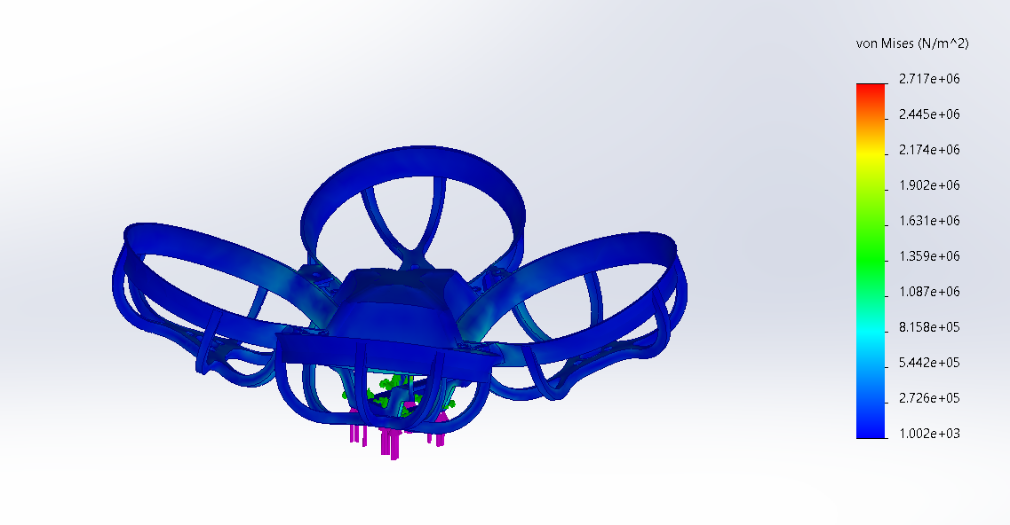 von Mises (N/m^2)
2.717e+06
2.445e+06
2.174e+06
1.902e+06
1.631e+06
1.359e+06
1.087e+06
8.158e+05
5.442e+05
2.726e+05
1.002e+03